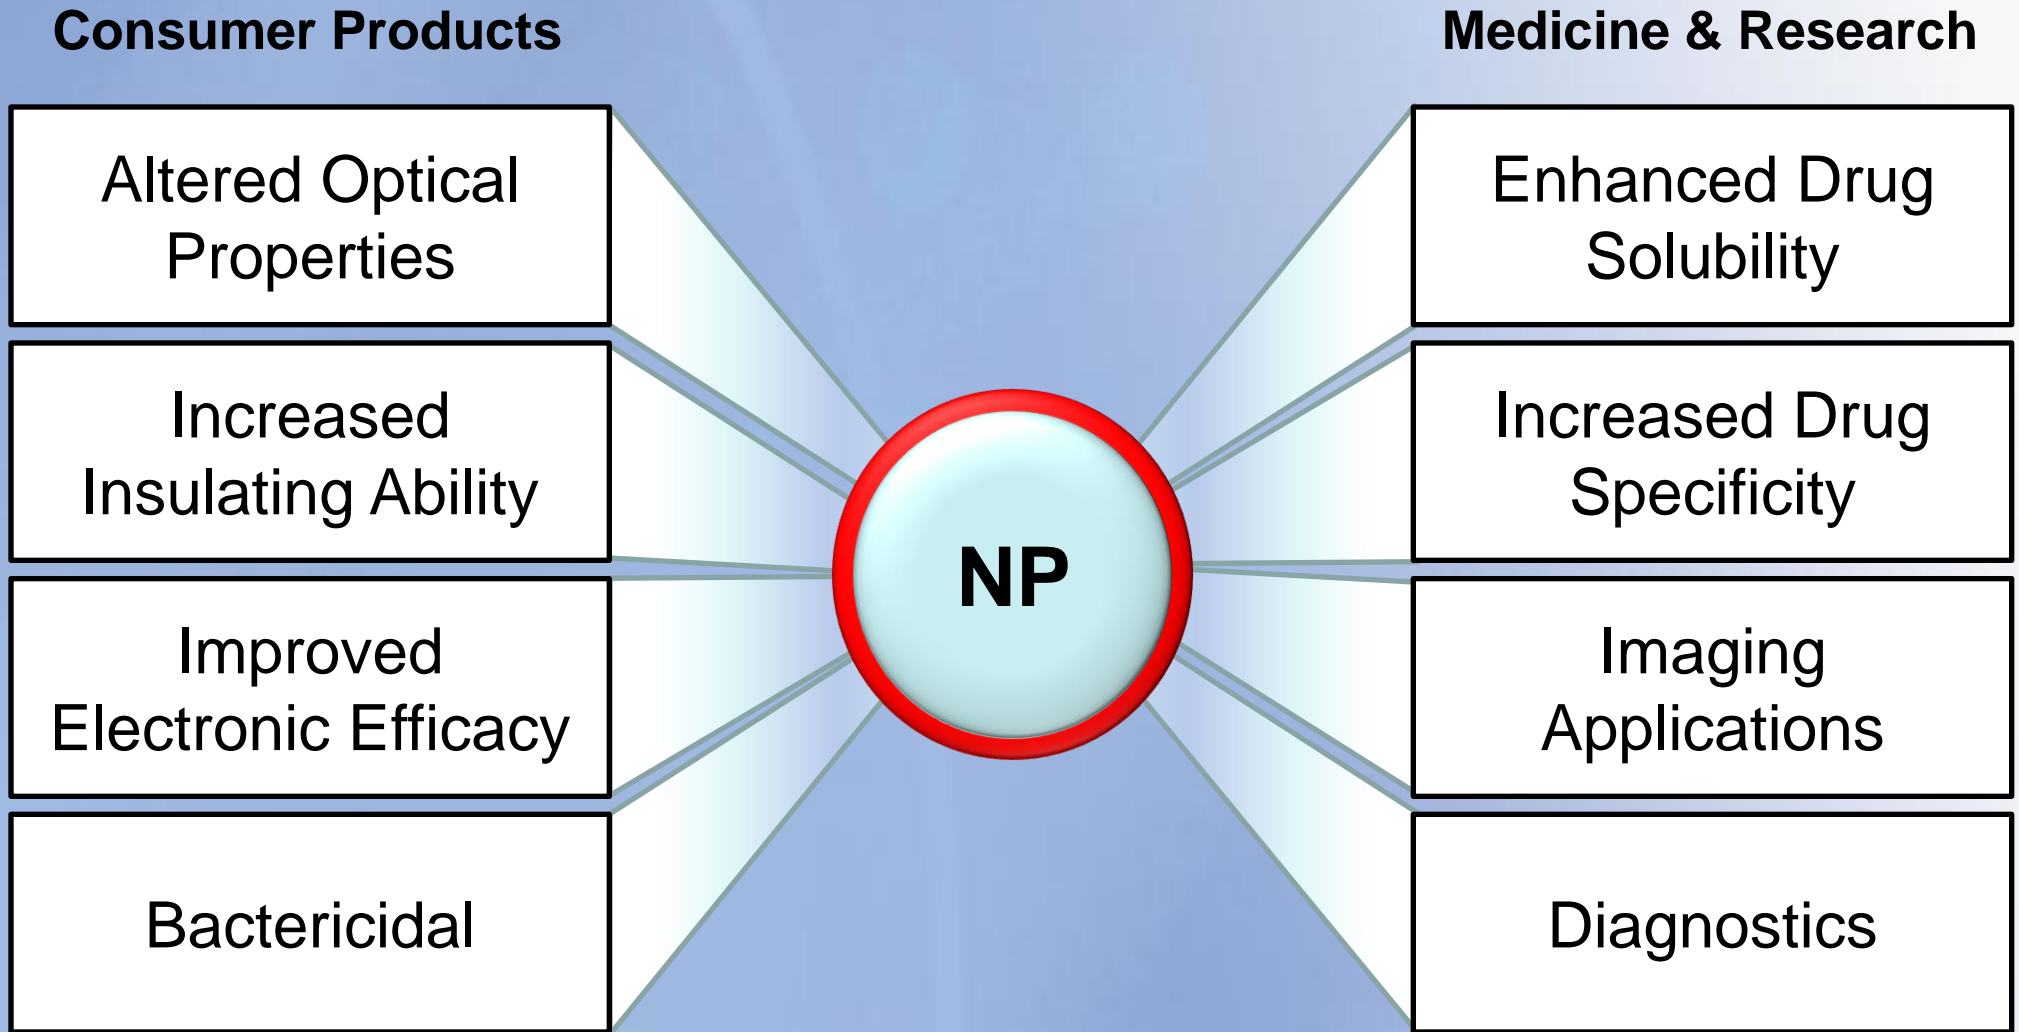 Consumer Products
Medicine & Research
Altered Optical
Properties
Increased
Insulating Ability
Improved
Electronic Efficacy
Bactericidal
NP
Enhanced Drug
Solubility
Increased Drug
Specificity
Imaging
Applications
Diagnostics